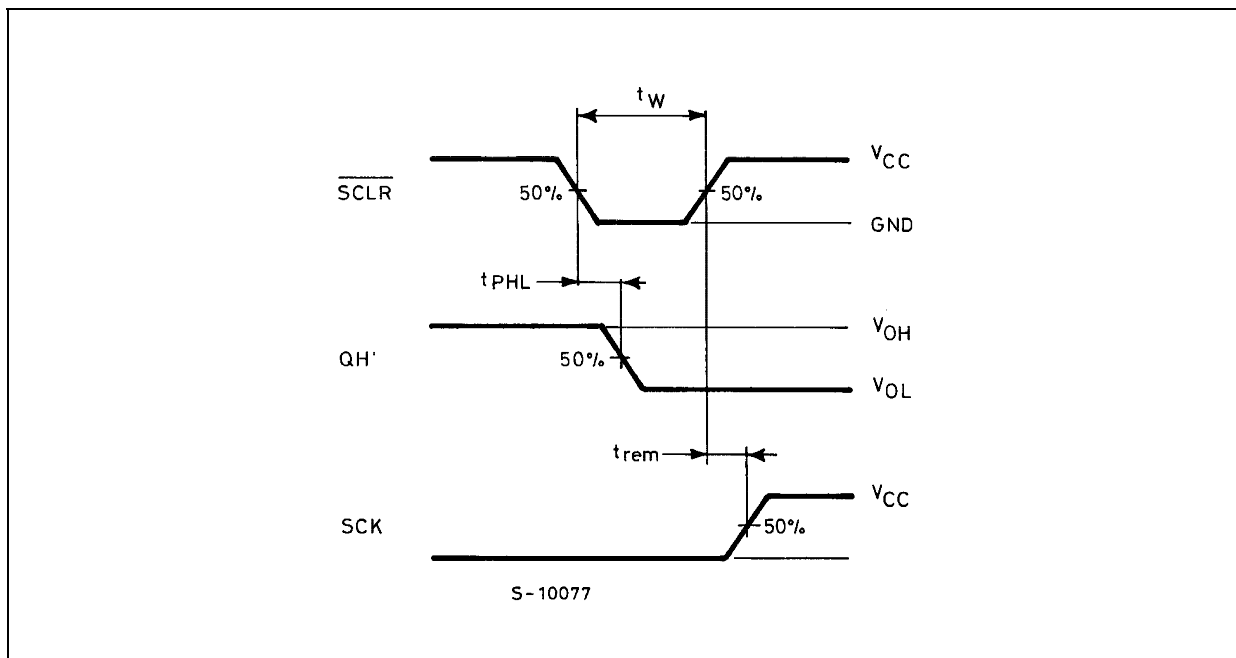 tW
VCC
SCLR
50%
50%
GND
tPHL
VOH
QH'
50%
VOL
trem
VCC
SCK
50%
S-10077